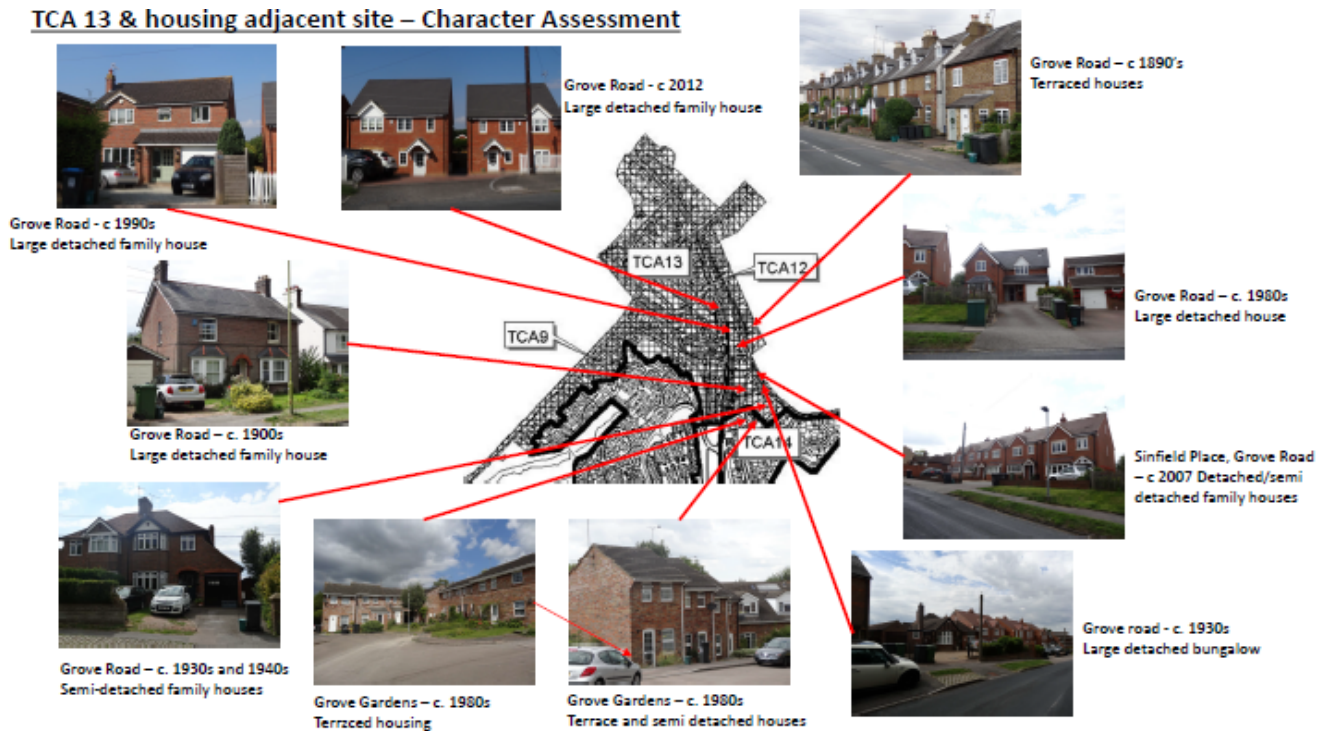 TCA 13 & housing adjacent site – Character Assessment
Grove Road - c 2012
Large detached family house
Grove Road – c 1890's
Terraced houses
Grove Road - c 1990s
Large detached family house
TCA13
TCA12
Grove Road – c. 1980s
Large detached house
TCA9
Grove Road – c. 1900s
Large detached family house
TCA14
Sinfield Place, Grove Road
– c 2007 Detached/semi
detached family houses
Grove Road – c. 1930s and 1940s
Semi-detached family houses
Grove Gardens – c. 1980s
Terrzced housing
Grove Gardens – c. 1980s
Terrace and semi detached houses
Grove road - c. 1930s
Large detached bungalow